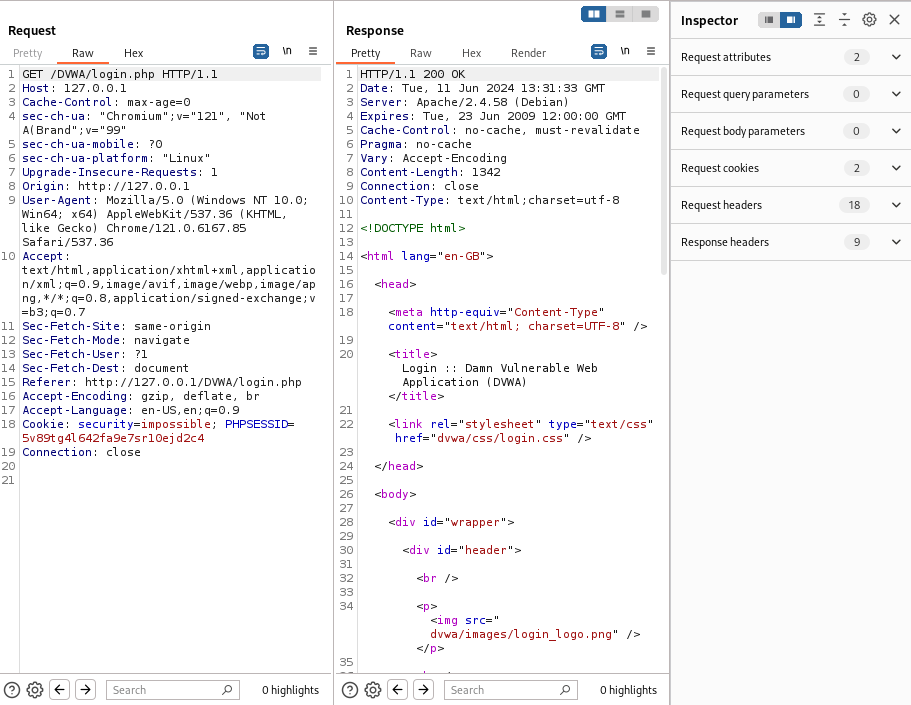 Request
Pretty Raw Hex \n
1 GET /DVWA/login.php HTTP/1.1
2 Host: 127.0.0.1
3 Cache-Control: max-age=0
4 sec-ch-ua: "Chromium";v="121", "Not
A(Brand";v="99"
5 sec-ch-ua-mobile: ?0
6 sec-ch-ua-platform: "Linux"
7 Upgrade-Insecure-Requests: 1
8 Origin: http://127.0.0.1
9 User-Agent: Mozilla/5.0 (Windows NT 10.0;
Win64; x64) AppleWebKit/537.36 (KHTML,
like Gecko) Chrome/121.0.6167.85
Safari/537.36
10 Accept:
text/html,application/xhtml+xml,applicatio
n/xml;q=0.9,image/avif,image/webp,image/ap
ng,*/*;q=0.8,application/signed-exchange;v
=b3;q=0.7
11 Sec-Fetch-Site: same-origin
12 Sec-Fetch-Mode: navigate
13 Sec-Fetch-User: ?1
14 Sec-Fetch-Dest: document
15 Referer: http://127.0.0.1/DVWA/login.php
16 Accept-Encoding: gzip, deflate, br
17 Accept-Language: en-US,en;q=0.9
18 Cookie: security=impossible; PHPSESSID=
5v89tg4l642fa9e7sr10ejd2c4
19 Connection: close
20
21
Search 0 highlights
Response
Pretty Raw Hex Render \n
1 HTTP/1.1 200 OK
2 Date: Tue, 11 Jun 2024 13:31:33 GMT
3 Server: Apache/2.4.58 (Debian)
4 Expires: Tue, 23 Jun 2009 12:00:00 GMT
5 Cache-Control: no-cache, must-revalidate
6 Pragma: no-cache
7 Vary: Accept-Encoding
8 Content-Length: 1342
9 Connection: close
10 Content-Type: text/html;charset=utf-8
11
12 <!DOCTYPE html>
13
14 <html lang="en-GB">
15
16 <head>
17
18 <meta http-equiv="Content-Type"
content="text/html; charset=UTF-8" />
19
20 <title>
Login :: Damn Vulnerable Web
Application (DVWA)
</title>
21
22 <link rel="stylesheet" type="text/css"
href="dvwa/css/login.css" />
23
24 </head>
25
26 <body>
27
28 <div id="wrapper">
29
30 <div id="header">
31
32 <br />
33
34 <p>
<img src="
dvwa/images/login_logo.png" />
</p>
35
Search 0 highlights
Inspector
Request attributes 2
Request query parameters 0
Request body parameters 0
Request cookies 2
Request headers 18
Response headers 9